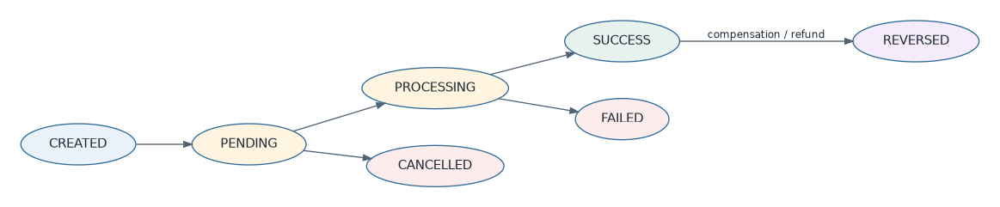 CREATED
PENDING
PROCESSING
CANCELLED
SUCCESS
FAILED
compensation / refund
REVERSED